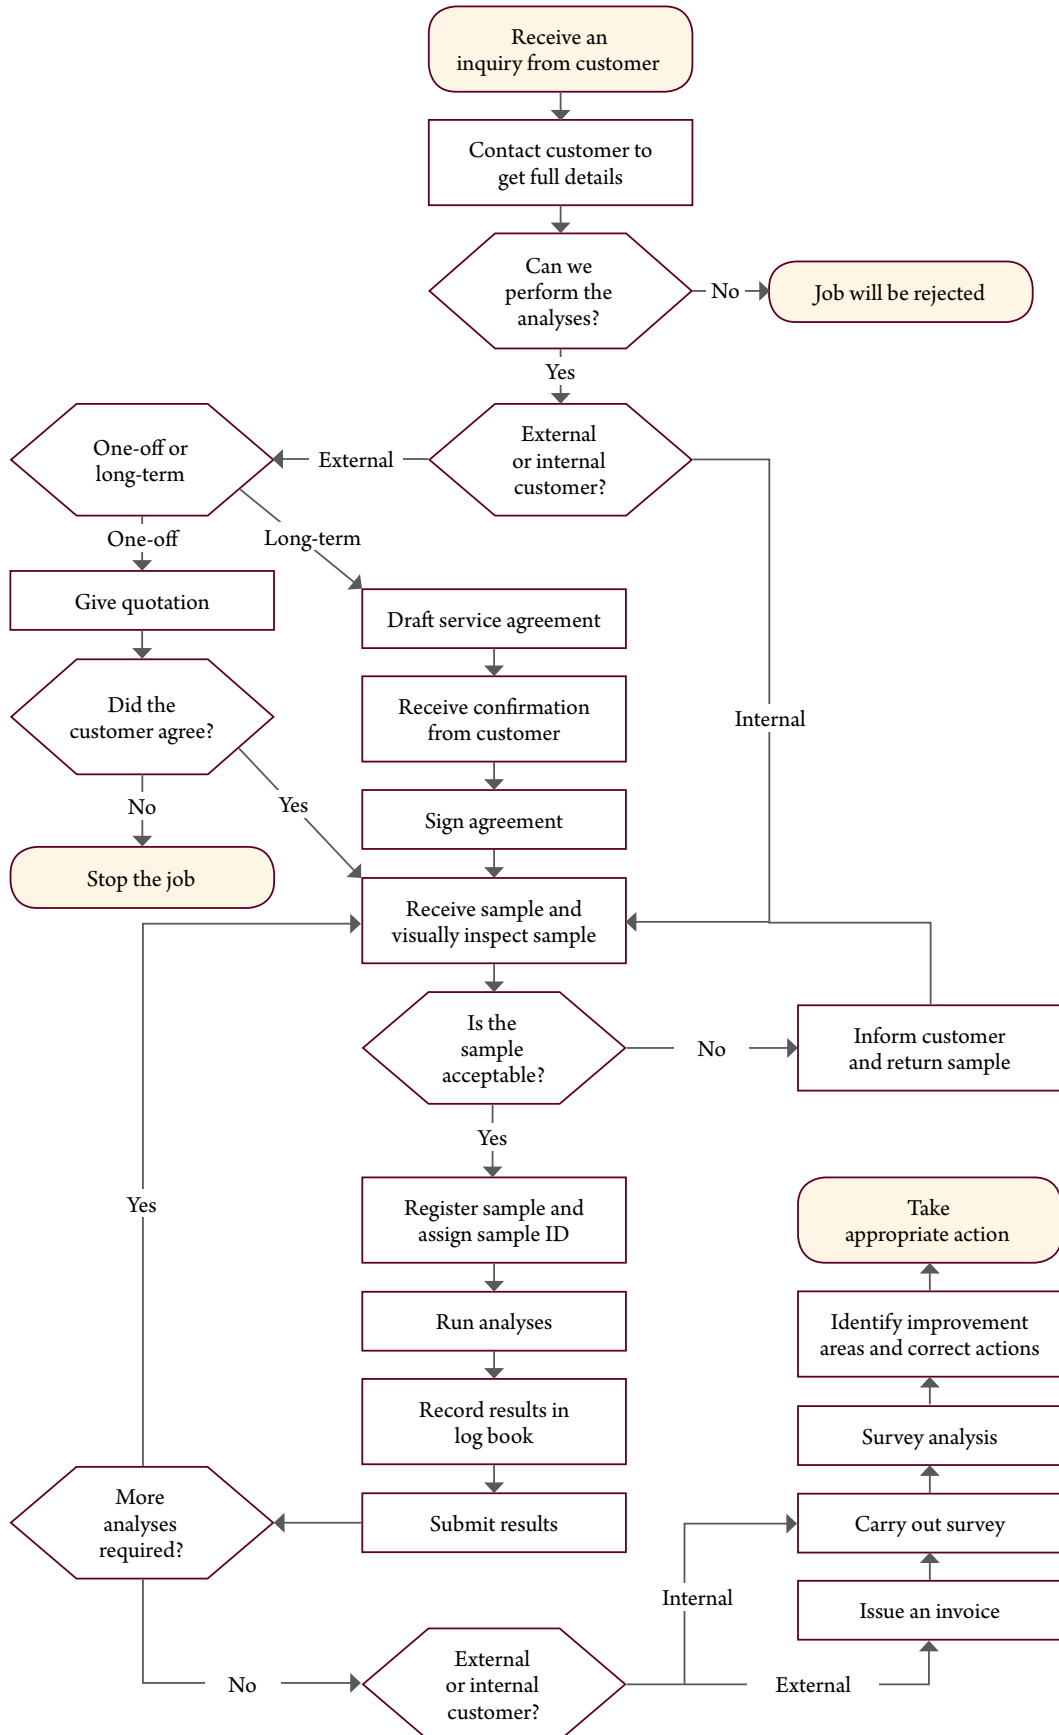 Receive an
inquiry from customer
Contact customer to
get full details
Can we
perform the
analyses?
No
Job will be rejected
Yes
External
or internal
customer?
External
One-off or
long-term
One-off
Long-term
Give quotation
Draft service agreement
Did the
customer agree?
Receive confirmation
from customer
Internal
No
Yes
Sign agreement
Stop the job
Receive sample and
visually inspect sample
Is the
sample
acceptable?
No
Inform customer
and return sample
Yes
Yes
Register sample and
assign sample ID
Take
appropriate action
Run analyses
Identify improvement
areas and correct actions
Record results in
log book
Survey analysis
More
analyses
required?
Submit results
Carry out survey
Internal
Issue an invoice
No
External
or internal
customer?
External